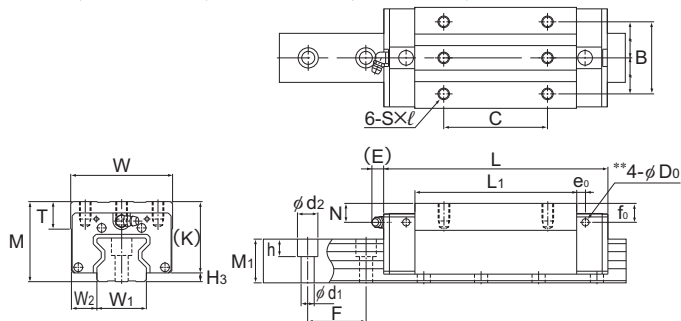 B
6-S×ℓ
C
(E)
L
**4-φD₀
W
L₁
e₀
N
f₀
φd₂
T
M
(K)
h
M₁
H₃
W₂
W₁
φd₁
F